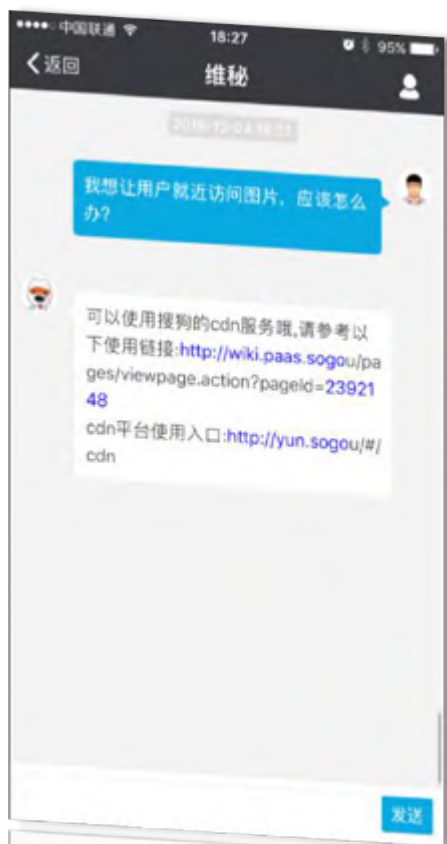 中国联通
18:27
95%
返回
维秘
我想让用户就近访问图片，应该怎么
办?
可以使用搜狗的cdn服务哦,请参考以
下使用链接:http://wiki.paas.sogou/pa
ges/viewpage.action?pageId=23921
48
cdn平台使用入口:http://yun.sogou/#/
cdn
发送